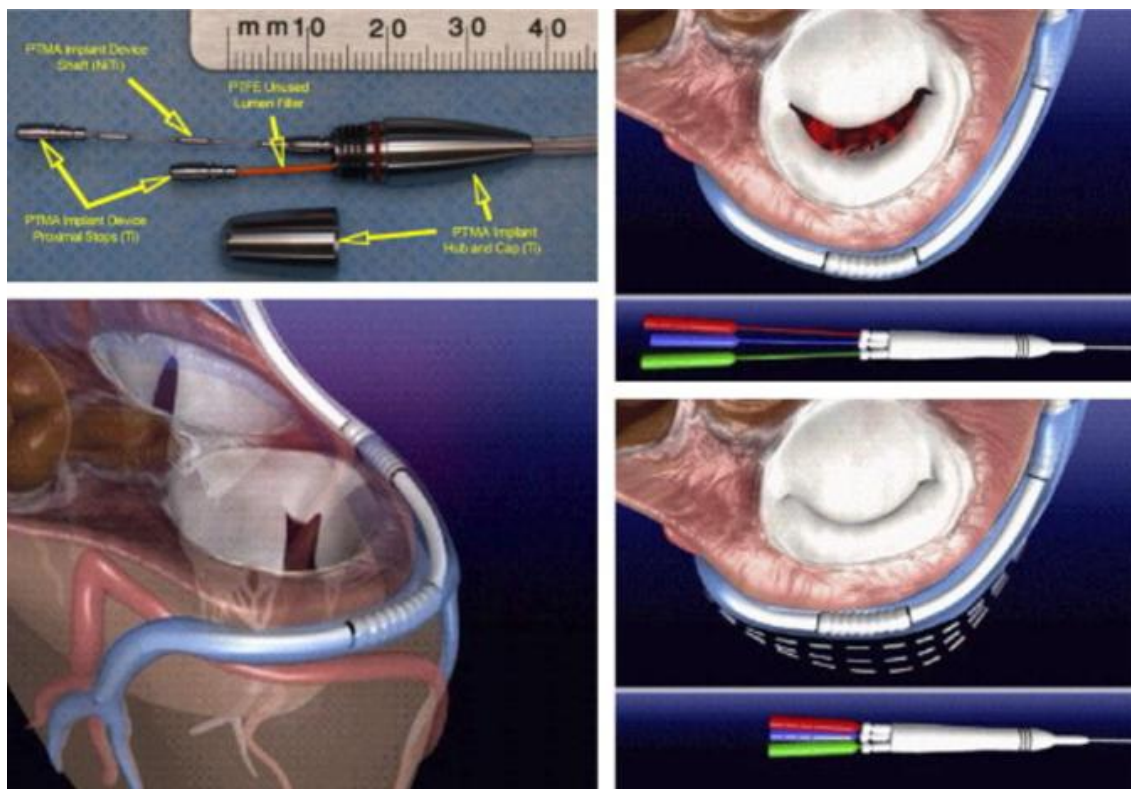 mm10 20 30 40
PTMA Implant Device
Shaft (NiTi)
PTFE Unused
Lumen Filler
PTMA Implant Device
Proximal Stops (Ti)
PTMA Implant
Hub and Cap (Ti)